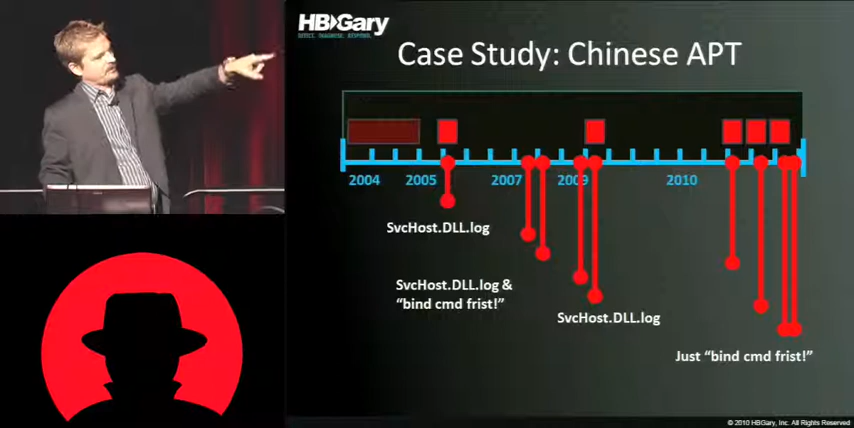 HBGary
DETECT. DIAGNOSE. RESPOND.
Case Study: Chinese APT
2004 2005 2007 2009 2010
SvcHost.DLL.log
SvcHost.DLL.log &
“bind cmd frist!”
SvcHost.DLL.log
Just “bind cmd frist!”
© 2010 HBGary, Inc. All Rights Reserved